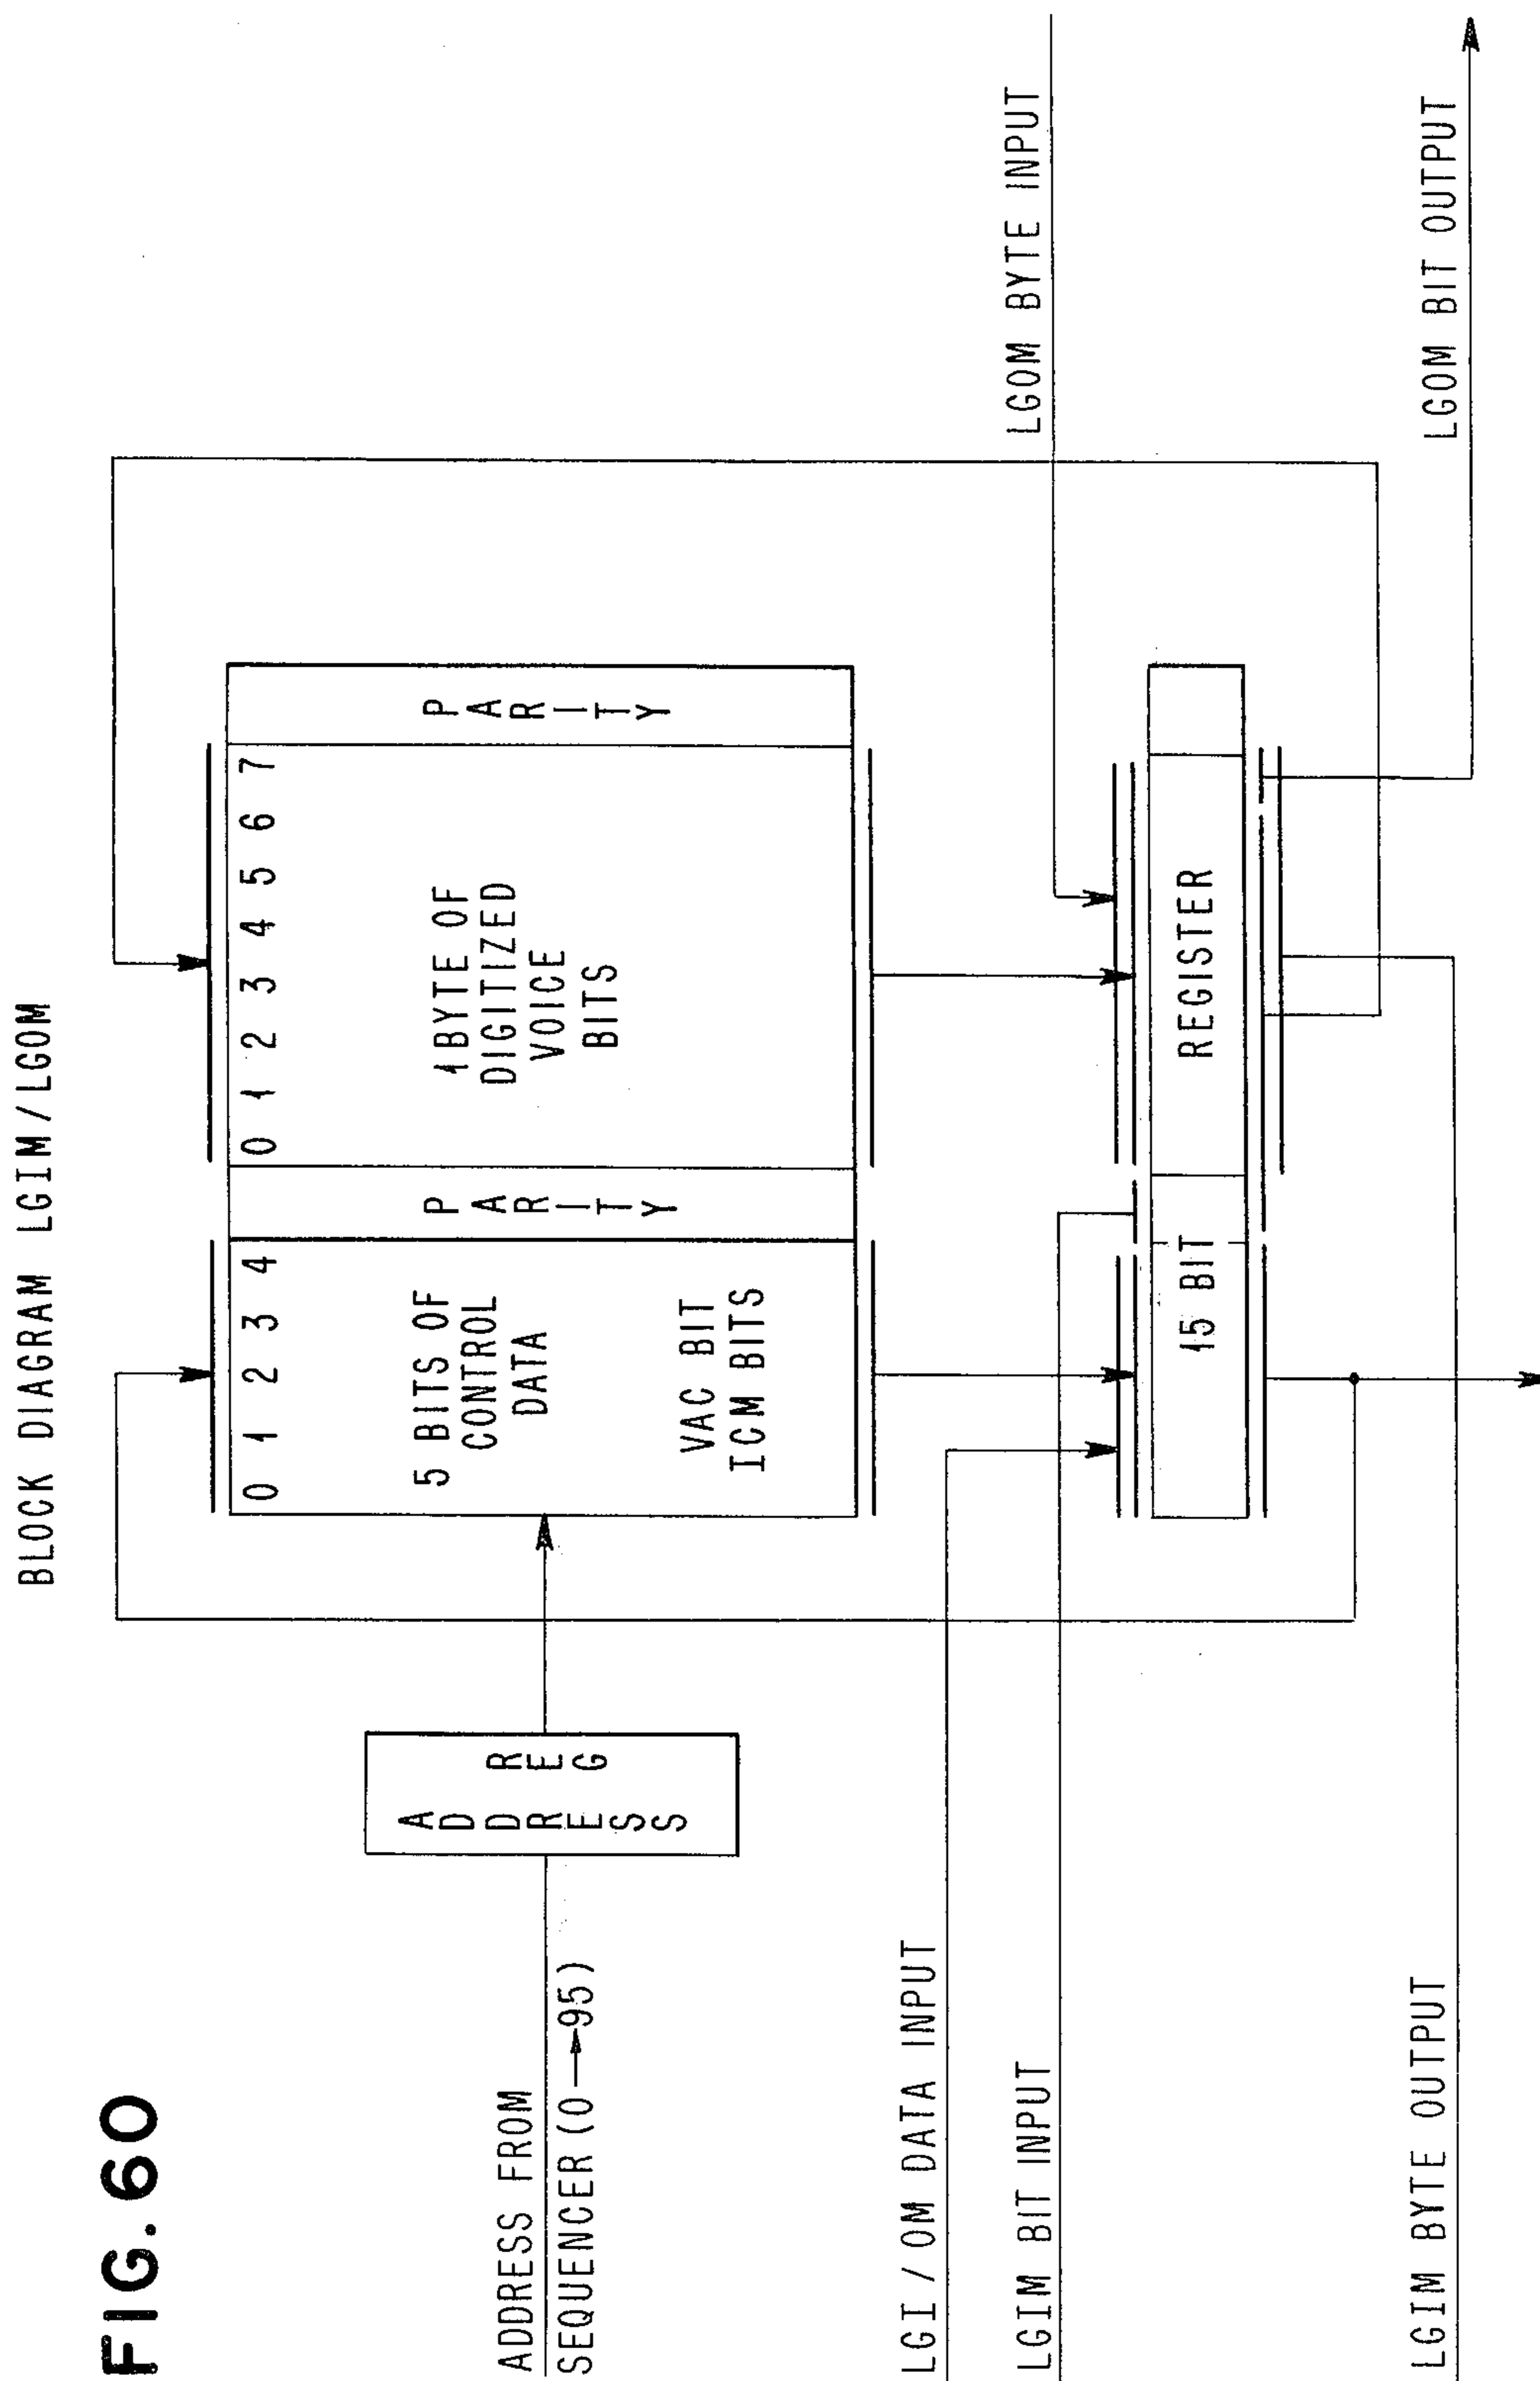 FIG. 60
BLOCK DIAGRAM LGIM/LGOM
ADDRESS FROM
SEQUENCER (0→95)
ADDRESS
REG
0 1 2 3 4
5 BITS OF
CONTROL
DATA
VAC BIT
ICM BITS
PARITY
0 1 2 3 4 5 6 7
1 BYTE OF
DIGITIZED
VOICE
BITS
PARITY
LGI/OM DATA INPUT
LGIM BIT INPUT
LGOM BYTE INPUT
15 BIT REGISTER
LGIM BYTE OUTPUT
LGOM BIT OUTPUT